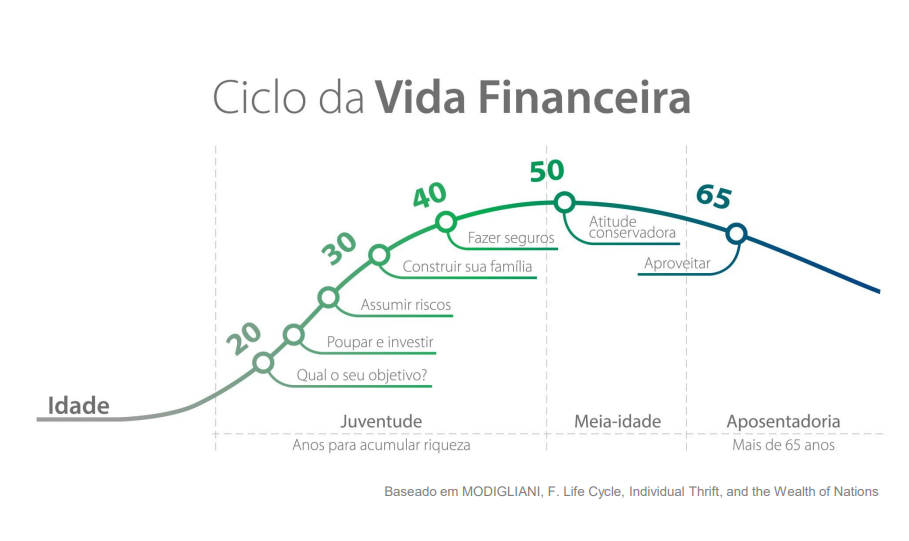 Ciclo da Vida Financeira
50
40
65
30
20
Atitude
conservadora
Fazer seguros
Aproveitar
Construir sua família
Assumir riscos
Poupar e investir
Qual o seu objetivo?
Idade
Juventude
Meia-idade
Aposentadoria
Anos para acumular riqueza
Mais de 65 anos
Baseado em MODIGLIANI, F. Life Cycle, Individual Thrift, and the Wealth of Nations